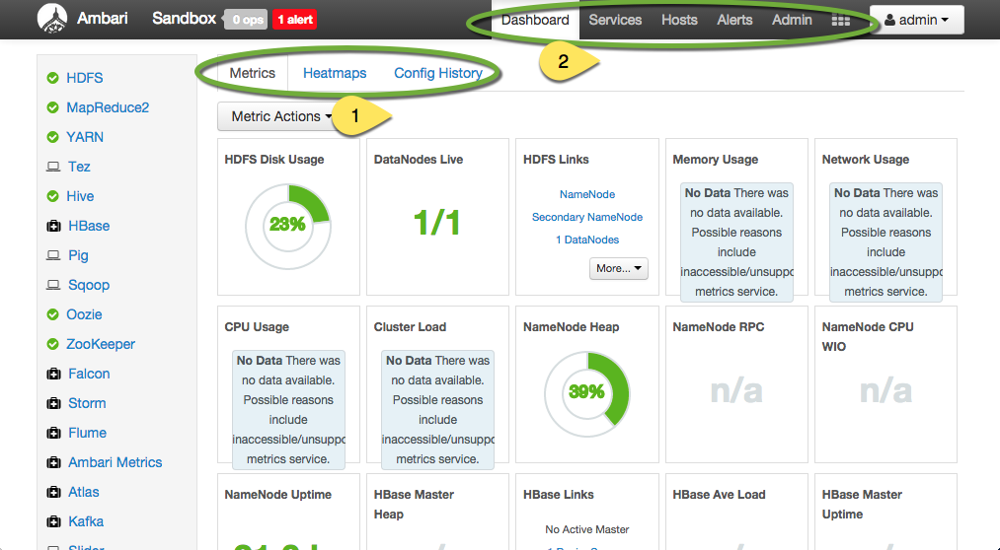 Ambari Sandbox 0 ops 1 alert Dashboard Services Hosts Alerts Admin admin
2
Metrics Heatmaps Config History
Metric Actions
1
HDFS
MapReduce2
YARN
Tez
Hive
HBase
Pig
Sqoop
Oozie
ZooKeeper
Falcon
Storm
Flume
Ambari Metrics
Atlas
Kafka
Slider
HDFS Disk Usage
23%
DataNodes Live
1/1
HDFS Links
NameNode
Secondary NameNode
1 DataNodes
More...
Memory Usage
No Data There was
no data available.
Possible reasons
include
inaccessible/unsuppo
metrics service.
Network Usage
No Data There was
no data available.
Possible reasons
include
inaccessible/unsuppo
metrics service.
CPU Usage
No Data There was
no data available.
Possible reasons
include
inaccessible/unsuppo
metrics service.
Cluster Load
No Data There was
no data available.
Possible reasons
include
inaccessible/unsuppo
metrics service.
NameNode Heap
39%
NameNode RPC
n/a
NameNode CPU
WIO
n/a
NameNode Uptime
HBase Master
Heap
HBase Links
No Active Master
HBase Ave Load
HBase Master
Uptime